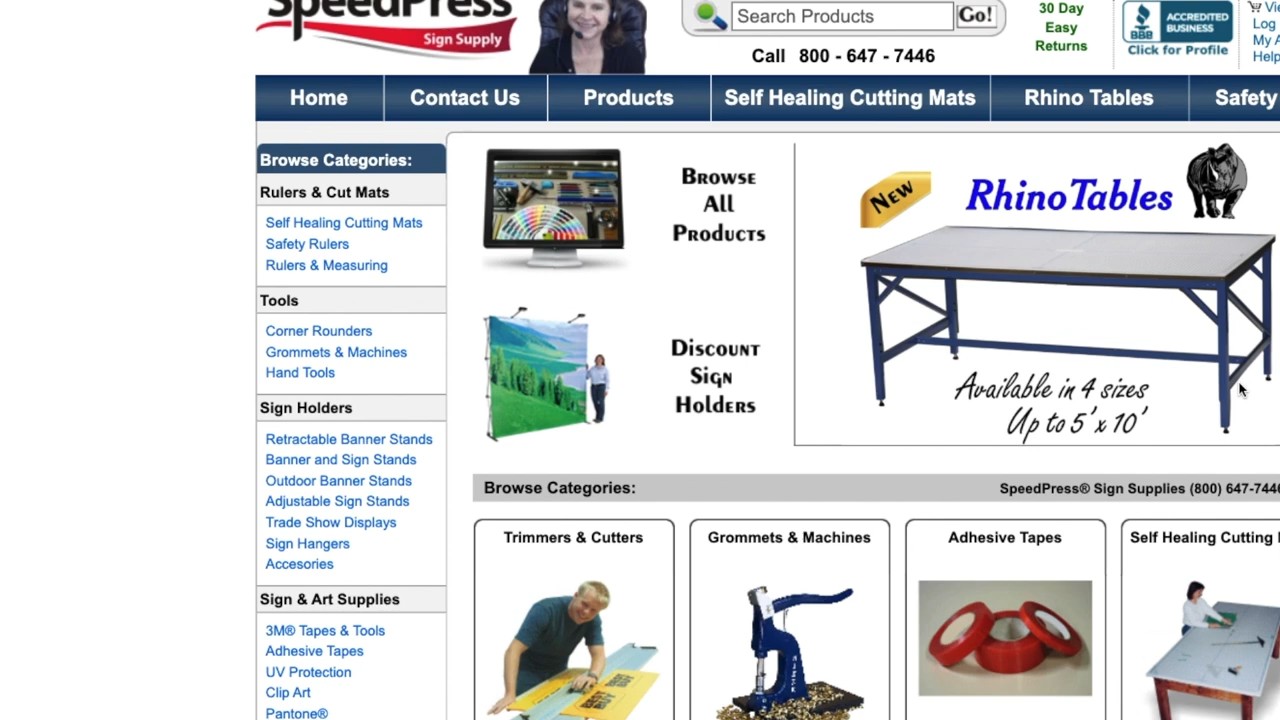 SpeedPress
Sign Supply
Search Products
Go!
Call 800 - 647 - 7446
30 Day
Easy
Returns
BBB
ACCREDITED
BUSINESS
Click for Profile
Log
My A
Help
Home
Contact Us
Products
Self Healing Cutting Mats
Rhino Tables
Safety
Browse Categories:
Rulers & Cut Mats
Self Healing Cutting Mats
Safety Rulers
Rulers & Measuring
Tools
Corner Rounders
Grommets & Machines
Hand Tools
Sign Holders
Retractable Banner Stands
Banner and Sign Stands
Outdoor Banner Stands
Adjustable Sign Stands
Trade Show Displays
Sign Hangers
Accesories
Sign & Art Supplies
3M® Tapes & Tools
Adhesive Tapes
UV Protection
Clip Art
Pantone®
Browse
All
Products
Discount
Sign
Holders
New
Rhino Tables
Available in 4 sizes
Up to 5' x 10'
Browse Categories:
SpeedPress® Sign Supplies (800) 647-7446
Trimmers & Cutters
Grommets & Machines
Adhesive Tapes
Self Healing Cutting